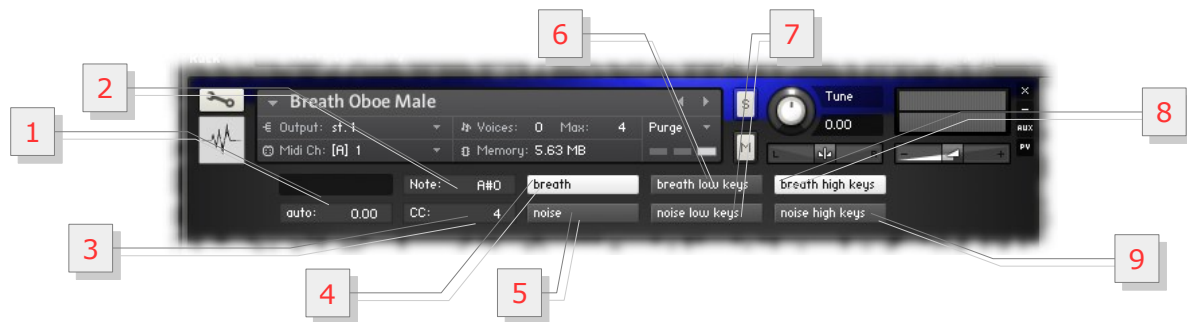 6
7
2
1
8
Breath Oboe Male
S
Tune
0.00
×
–
AUX
PV
Output: st.1
Voices: 0 Max: 4
Purge
Midi Ch: [A] 1
Memory: 5.63 MB
M
L
R
–
+
Note: A#0
breath
breath low keys
breath high keys
auto: 0.00
CC: 4
noise
noise low keys
noise high keys
3
4
5
9